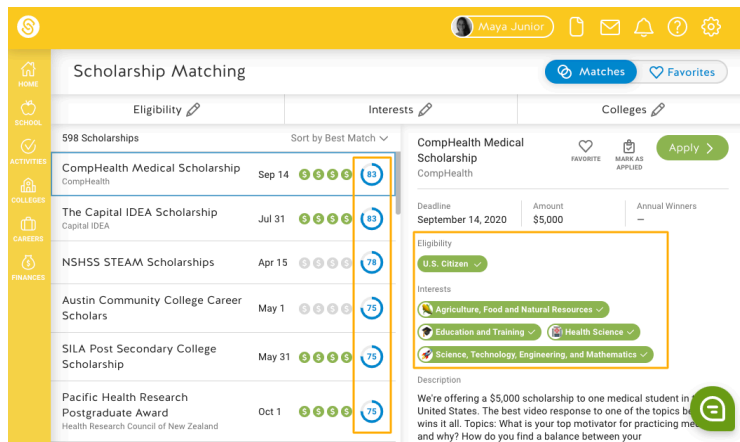 Maya Junior
HOME
SCHOOL
ACTIVITIES
COLLEGES
CAREERS
FINANCES
Scholarship Matching
Matches
Favorites
Eligibility
Interests
Colleges
598 Scholarships
Sort by Best Match
CompHealth Medical Scholarship
CompHealth
Sep 14
83
The Capital IDEA Scholarship
Capital IDEA
Jul 31
83
NSHSS STEAM Scholarships
Apr 15
78
Austin Community College Career
Scholars
May 1
75
SILA Post Secondary College
Scholarship
May 31
75
Pacific Health Research
Postgraduate Award
Health Research Council of New Zealand
Oct 1
75
CompHealth Medical
Scholarship
CompHealth
FAVORITE
MARK AS
APPLIED
Apply
Deadline
September 14, 2020
Amount
$5,000
Annual Winners
–
Eligibility
U.S. Citizen
Interests
Agriculture, Food and Natural Resources
Education and Training
Health Science
Science, Technology, Engineering, and Mathematics
Description
We're offering a $5,000 scholarship to one medical student in
United States. The best video response to one of the topics
wins it all. Topics: What is your top motivator for practicing
and why? How do you find a balance between your